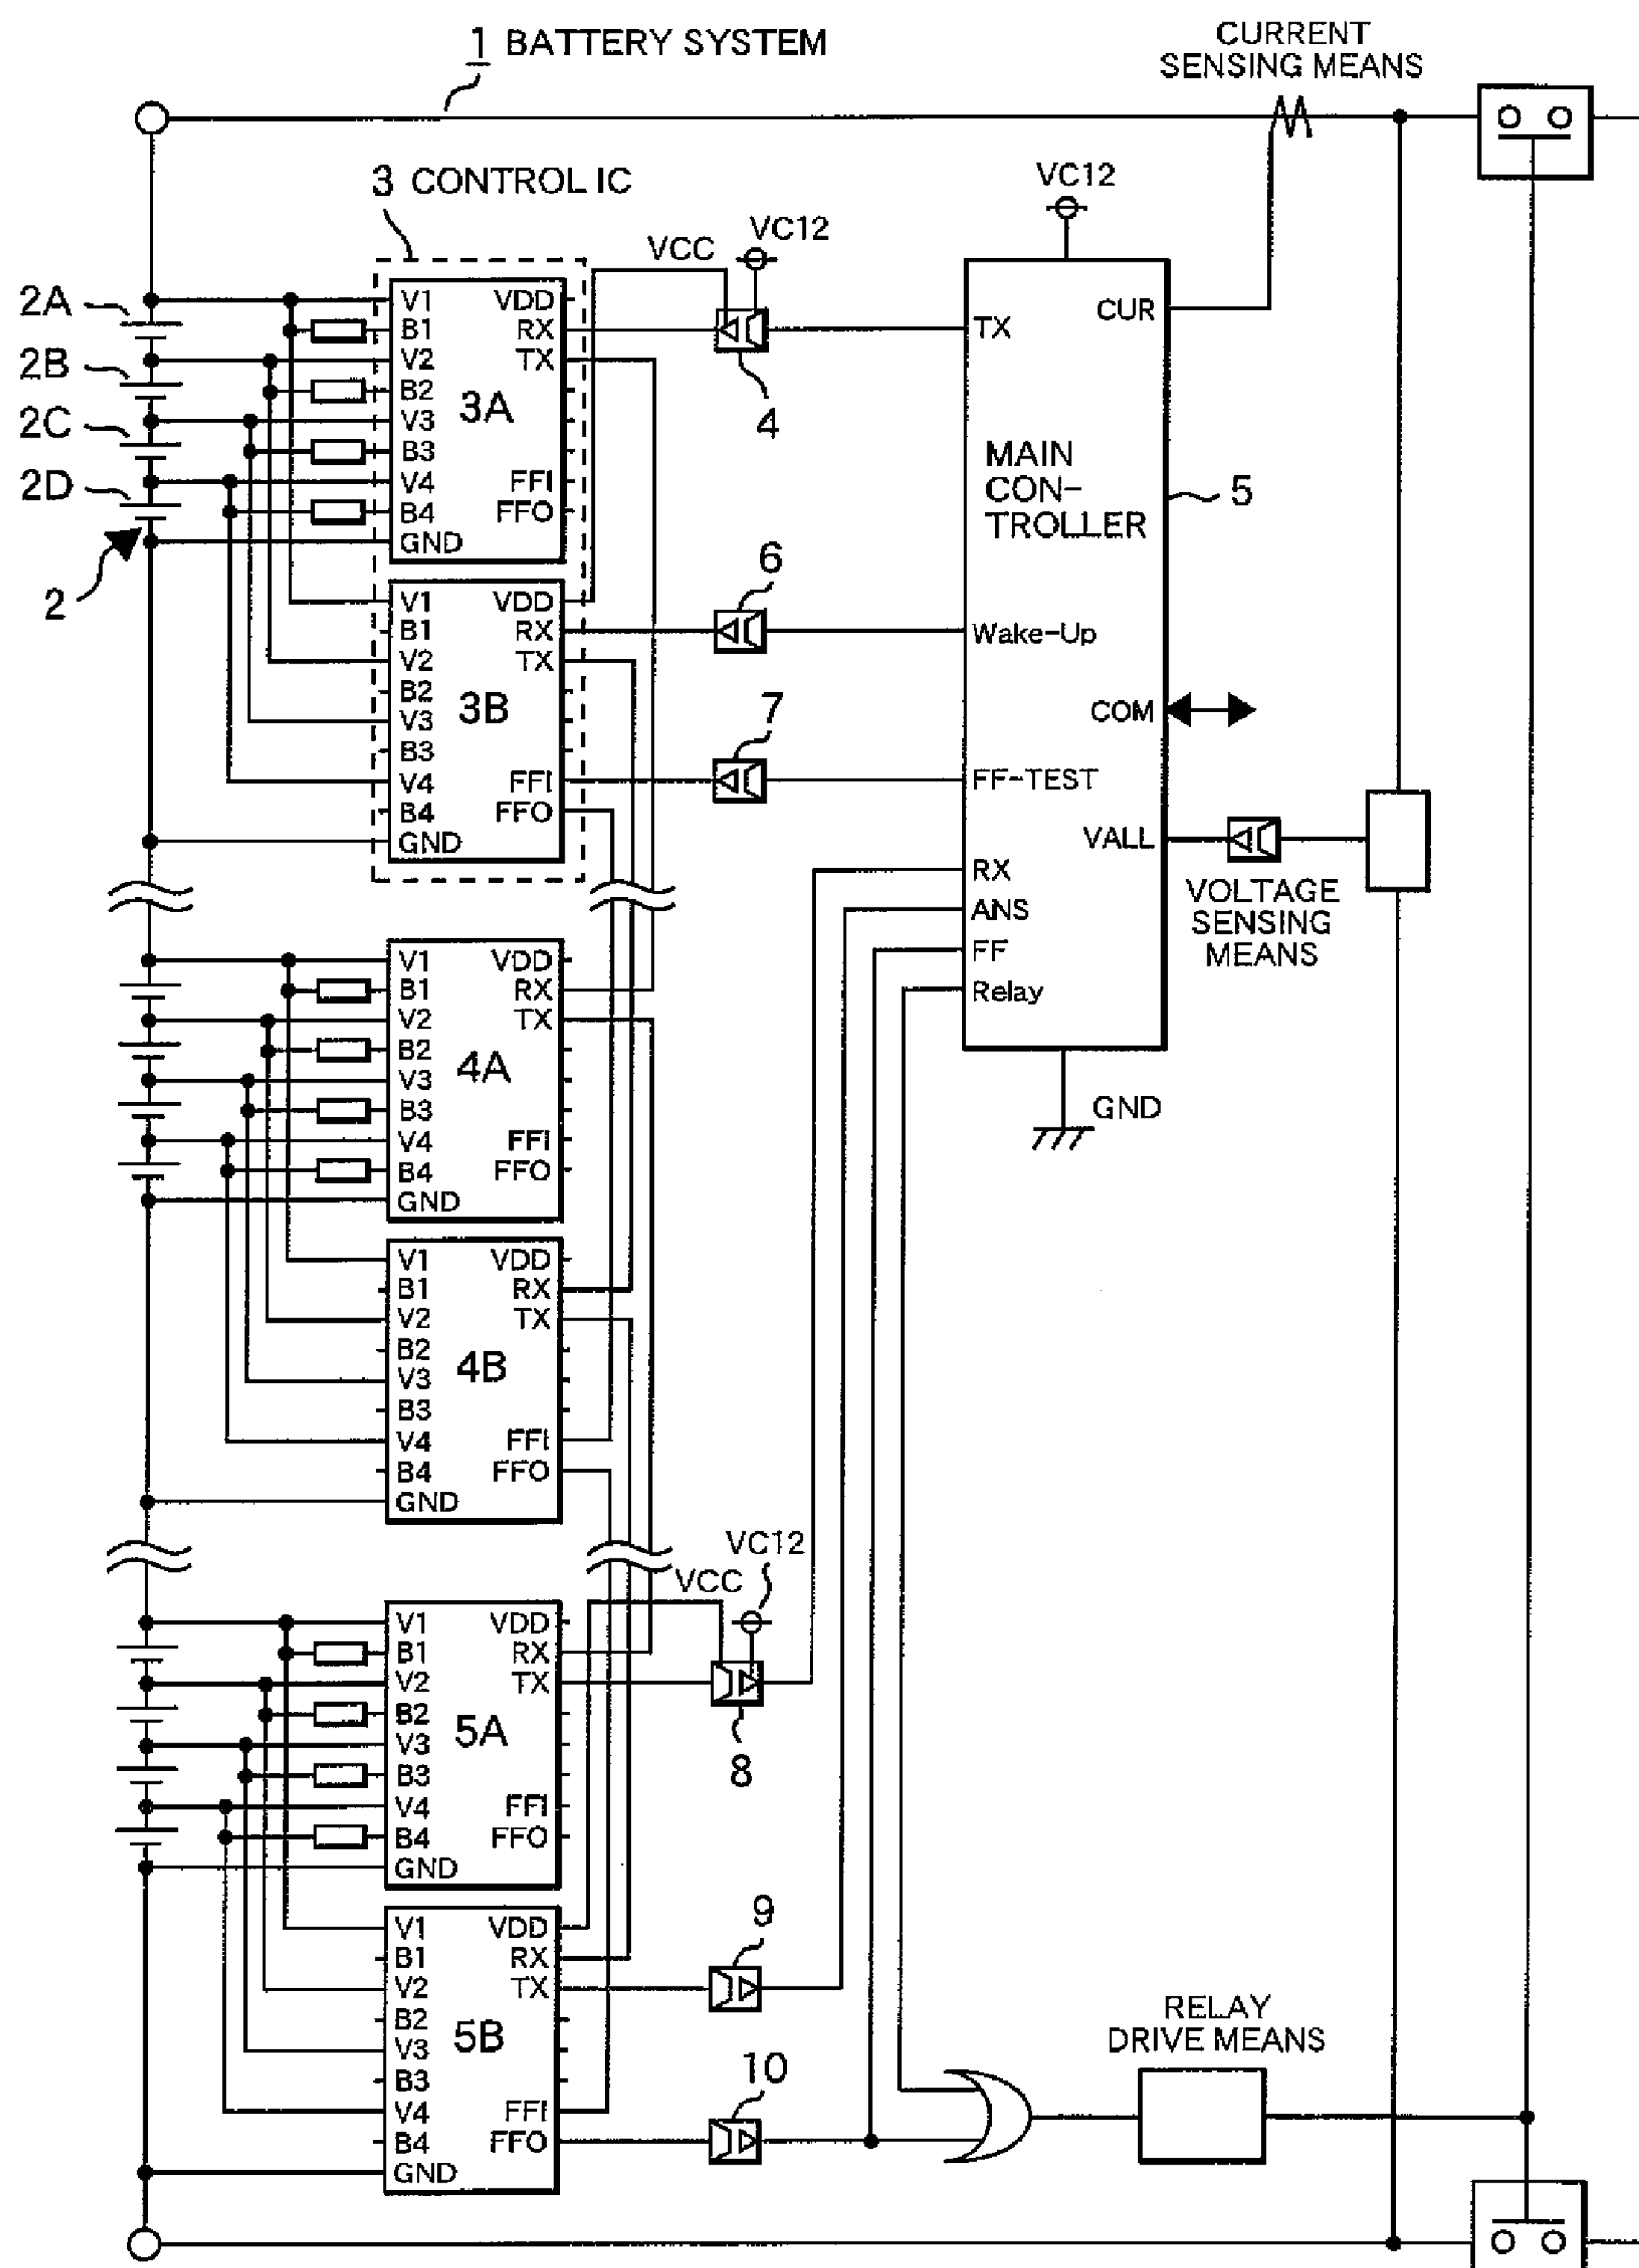 1 BATTERY SYSTEM
CURRENT
SENSING MEANS
3 CONTROL IC
VC12
VCC
VC12
2A
2B
2C
2D
2
V1 VDD
B1 RX
V2 TX
B2
V3
B3
V4 FFI
B4 FFO
GND
3A
4
TX
CUR
MAIN
CON-
TROLLER
5
6
V1 VDD
B1 RX
V2 TX
B2
V3
B3
V4 FFI
B4 FFO
GND
3B
7
Wake-Up
COM
FF-TEST
VALL
RX
ANS
FF
Relay
VOLTAGE
SENSING
MEANS
GND
V1 VDD
B1 RX
V2 TX
B2
V3
B3
V4 FFI
B4 FFO
GND
4A
V1 VDD
B1 RX
V2 TX
B2
V3
B3
V4 FFI
B4 FFO
GND
4B
VC12
VCC
V1 VDD
B1 RX
V2 TX
B2
V3
B3
V4 FFI
B4 FFO
GND
5A
8
V1 VDD
B1 RX
V2 TX
B2
V3
B3
V4 FFI
B4 FFO
GND
5B
9
10
RELAY
DRIVE MEANS